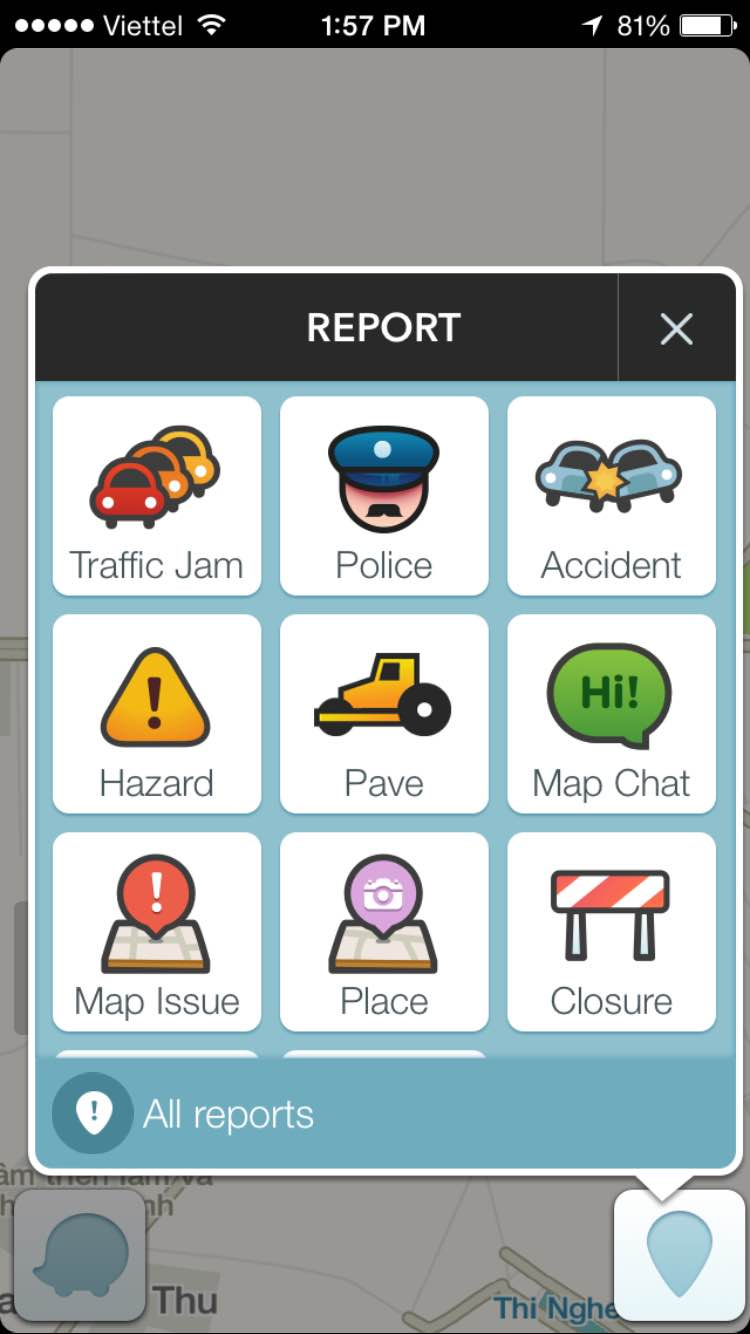 Viettel 1:57 PM 81%
REPORT
Traffic Jam
Police
Accident
!
Hi!
Hazard
Pave
Map Chat
!
Map Issue
Place
Closure
! All reports
Thu
Thi Nghe